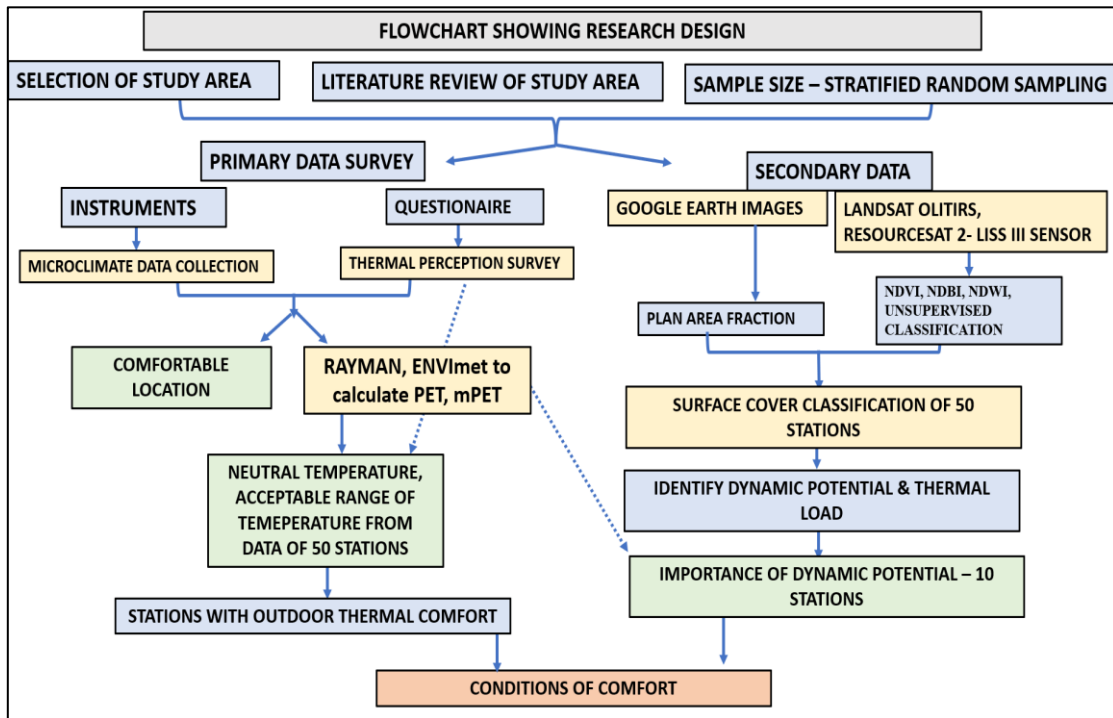 FLOWCHART SHOWING RESEARCH DESIGN
SELECTION OF STUDY AREA
LITERATURE REVIEW OF STUDY AREA
SAMPLE SIZE – STRATIFIED RANDOM SAMPLING
PRIMARY DATA SURVEY
SECONDARY DATA
INSTRUMENTS
QUESTIONAIRE
GOOGLE EARTH IMAGES
LANDSAT OLITIRS,
RESOURCESAT 2- LISS III SENSOR
MICROCLIMATE DATA COLLECTION
THERMAL PERCEPTION SURVEY
PLAN AREA FRACTION
NDVI, NDBI, NDWI,
UNSUPERVISED
CLASSIFICATION
COMFORTABLE
LOCATION
RAYMAN, ENVImet to
calculate PET, mPET
SURFACE COVER CLASSIFICATION OF 50
STATIONS
NEUTRAL TEMPERATURE,
ACCEPTABLE RANGE OF
TEMEPERATURE FROM
DATA OF 50 STATIONS
IDENTIFY DYNAMIC POTENTIAL & THERMAL
LOAD
IMPORTANCE OF DYNAMIC POTENTIAL – 10
STATIONS
STATIONS WITH OUTDOOR THERMAL COMFORT
CONDITIONS OF COMFORT